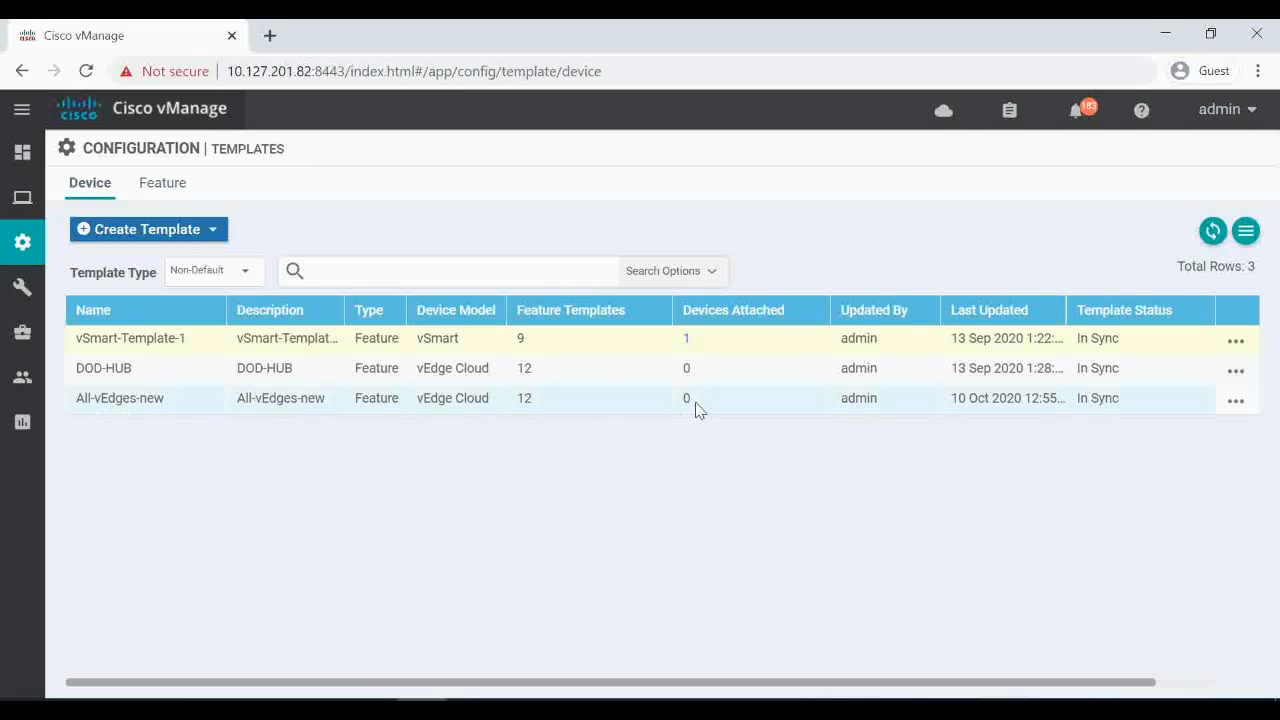 Cisco vManage
Not secure 10.127.201.82:8443/index.html#/app/config/template/device Guest
cisco Cisco vManage 183 admin
CONFIGURATION | TEMPLATES
Device Feature
Create Template
Total Rows: 3
Template Type Non-Default Search Options
Name Description Type Device Model Feature Templates Devices Attached Updated By Last Updated Template Status
vSmart-Template-1 vSmart-Templat... Feature vSmart 9 1 admin 13 Sep 2020 1:22:... In Sync
DOD-HUB DOD-HUB Feature vEdge Cloud 12 0 admin 13 Sep 2020 1:28:... In Sync
All-vEdges-new All-vEdges-new Feature vEdge Cloud 12 0 admin 10 Oct 2020 12:55... In Sync